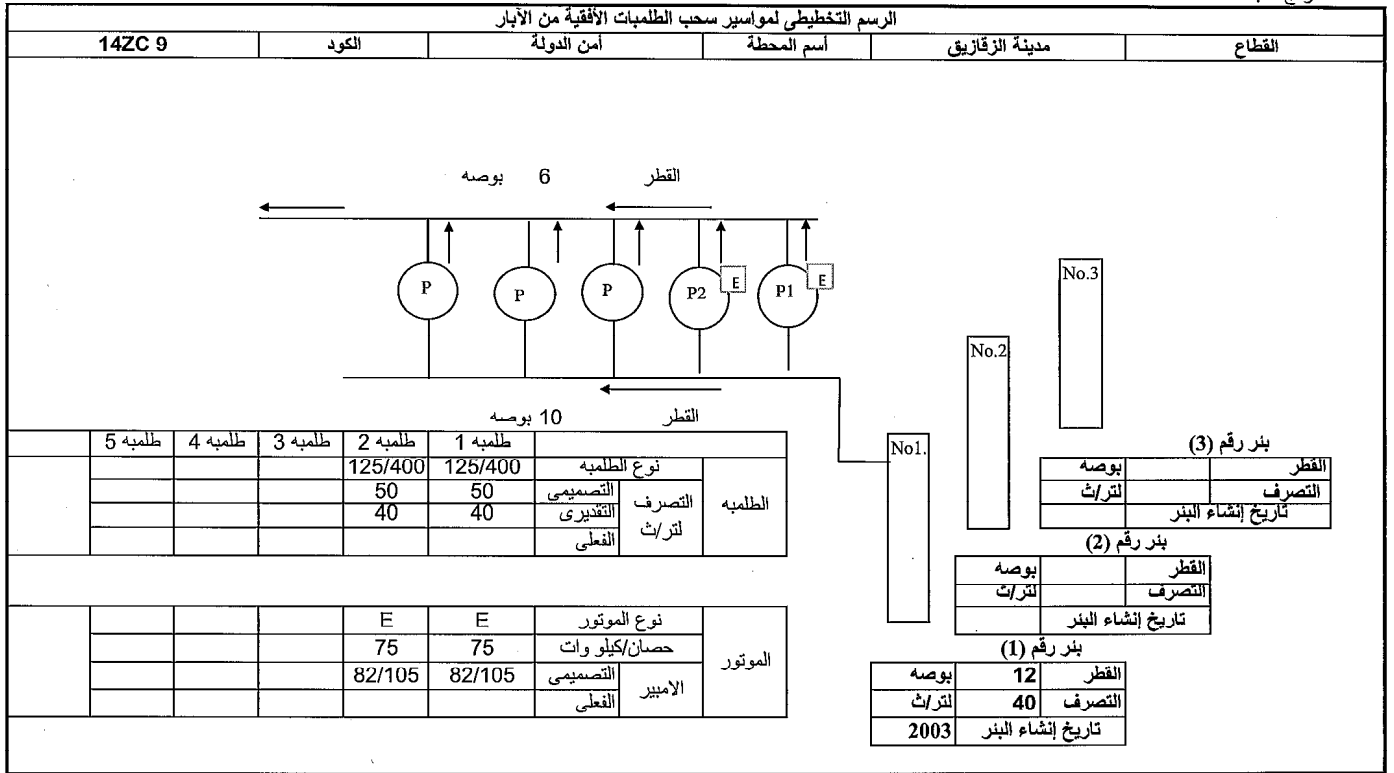 الرسم التخطيطى لمواسير سحب الطلمبات الأفقية من الآبار
القطاع مدينة الزقازيق أسم المحطة أمن الدولة الكود 14ZC 9
القطر 6 بوصه
P P P P2 E P1 E
No.3
No.2
No1.
القطر 10 بوصه
طلمبه 1 طلمبه 2 طلمبه 3 طلمبه 4 طلمبه 5
الطلمبه
نوع الطلمبه 125/400 125/400
التصرف لتر/ث
التصميمى 50 50
التقديرى 40 40
الفعلى
الموتور
نوع الموتور E E
حصان/كيلو وات 75 75
الامبير
التصميمى 82/105 82/105
الفعلى
بئر رقم (3)
القطر بوصه
التصرف لتر/ث
تاريخ إنشاء البئر
بئر رقم (2)
القطر بوصه
التصرف لتر/ث
تاريخ إنشاء البئر
بئر رقم (1)
القطر 12 بوصه
التصرف 40 لتر/ث
تاريخ إنشاء البئر 2003